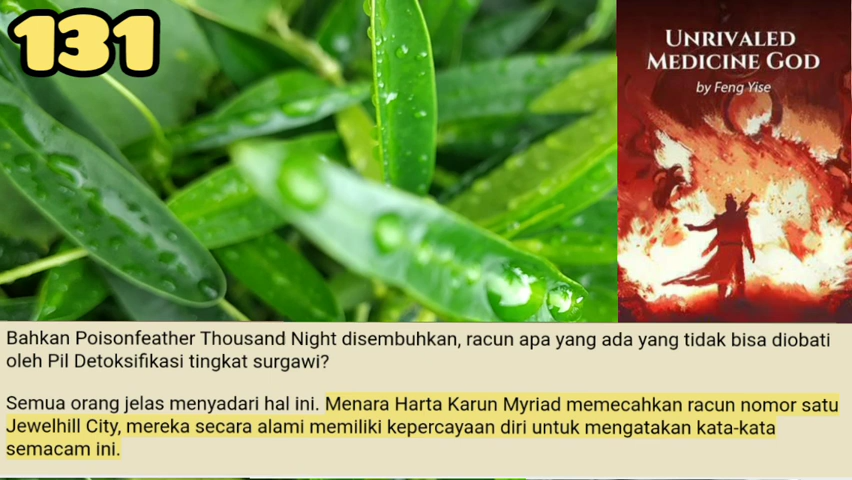 131
UNRIVALED
MEDICINE GOD
by Feng Yise
Bahkan Poisonfeather Thousand Night disembuhkan, racun apa yang ada yang tidak bisa diobati
oleh Pil Detoksifikasi tingkat surgawi?
Semua orang jelas menyadari hal ini. Menara Harta Karun Myriad memecahkan racun nomor satu
Jewelhill City, mereka secara alami memiliki kepercayaan diri untuk mengatakan kata-kata
semacam ini.